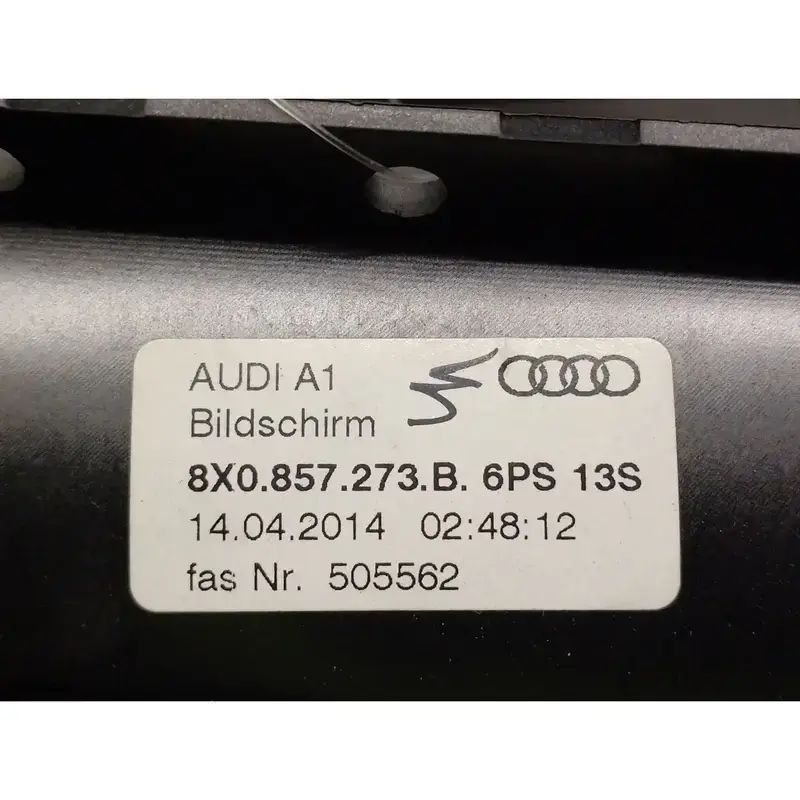 AUDI A1
Bildschirm
8X0.857.273.B. 6PS 13S
14.04.2014 02:48:12
fas Nr. 505562